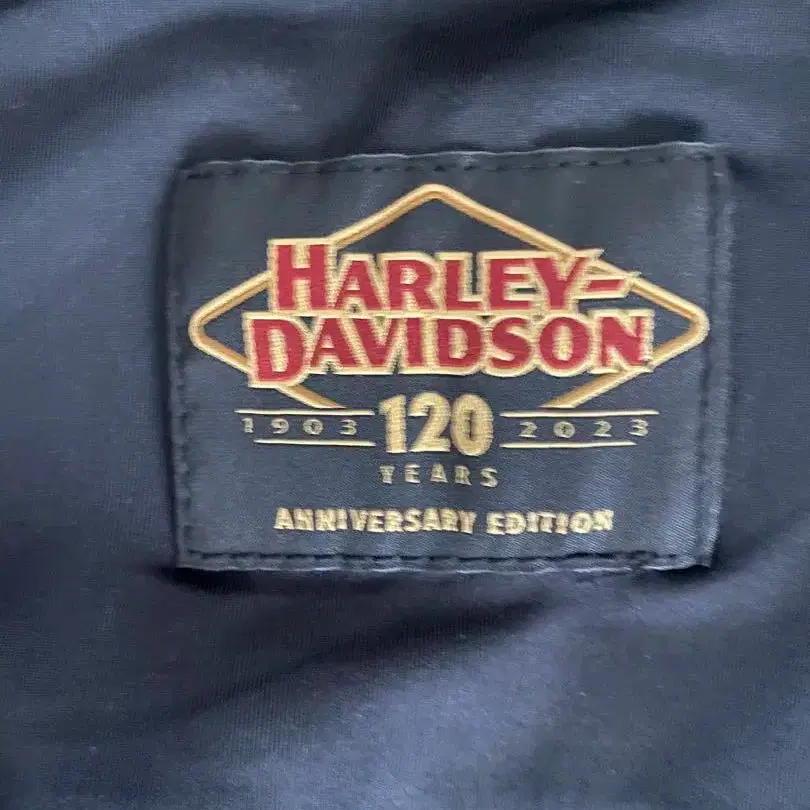 HARLEY-
DAVIDSON
1903 120 2023
YEARS
ANNIVERSARY EDITION